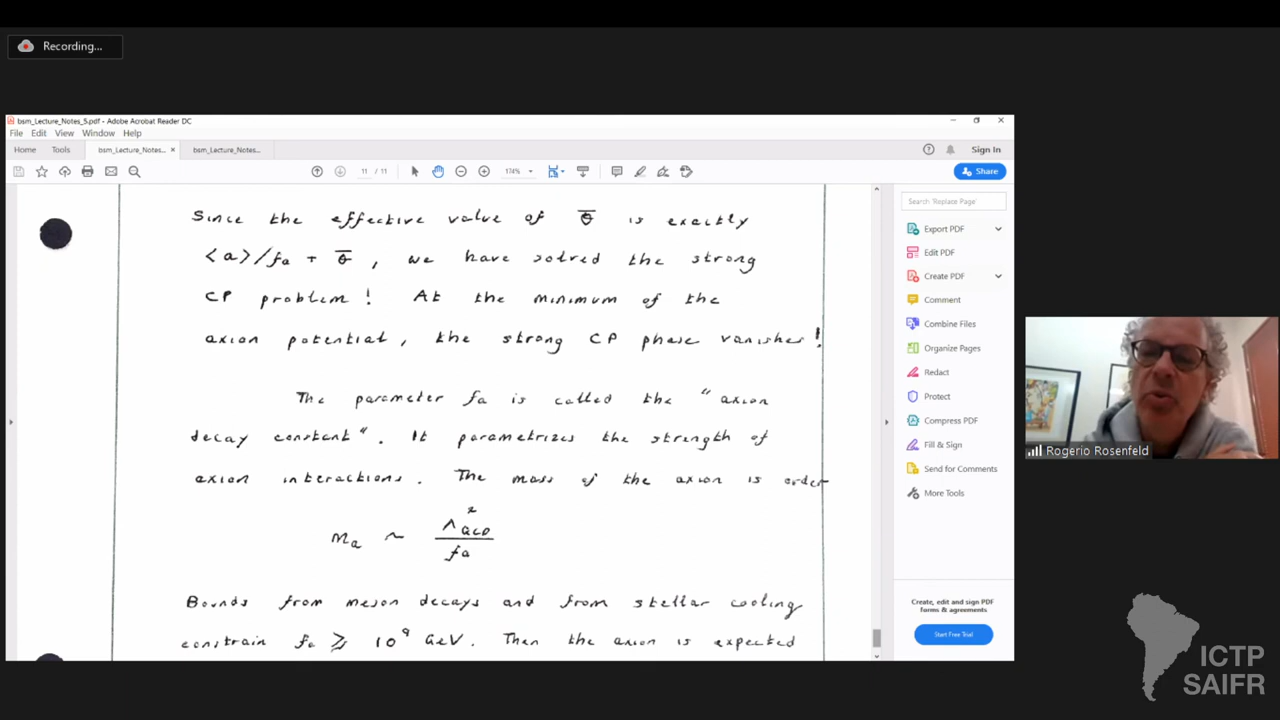 Recording...
bsm_Lecture_Notes_5.pdf - Adobe Acrobat Reader DC
File Edit View Window Help
Home Tools bsm_Lecture_Notes... × bsm_Lecture_Notes... Sign In
11 / 11 174% Share
Since the effective value of θ̅ is exactly
<a>/fa + θ̅, we have solved the strong
CP problem! At the minimum of the
axion potential, the strong CP phase vanishes!
The parameter fa is called the "axion
decay constant". It parametrizes the strength of
axion interactions. The mass of the axion is order
ma ~ Λ²QCD / fa
Bounds from meson decays and from stellar cooling
constrain fa ≥ 10⁹ GeV. Then the axion is expected
Search 'Replace Page'
Export PDF
Edit PDF
Create PDF
Comment
Combine Files
Organize Pages
Redact
Protect
Compress PDF
Fill & Sign
Send for Comments
More Tools
Create, edit and sign PDF
forms & agreements
Start Free Trial
Rogerio Rosenfeld
ICTP
SAIFR